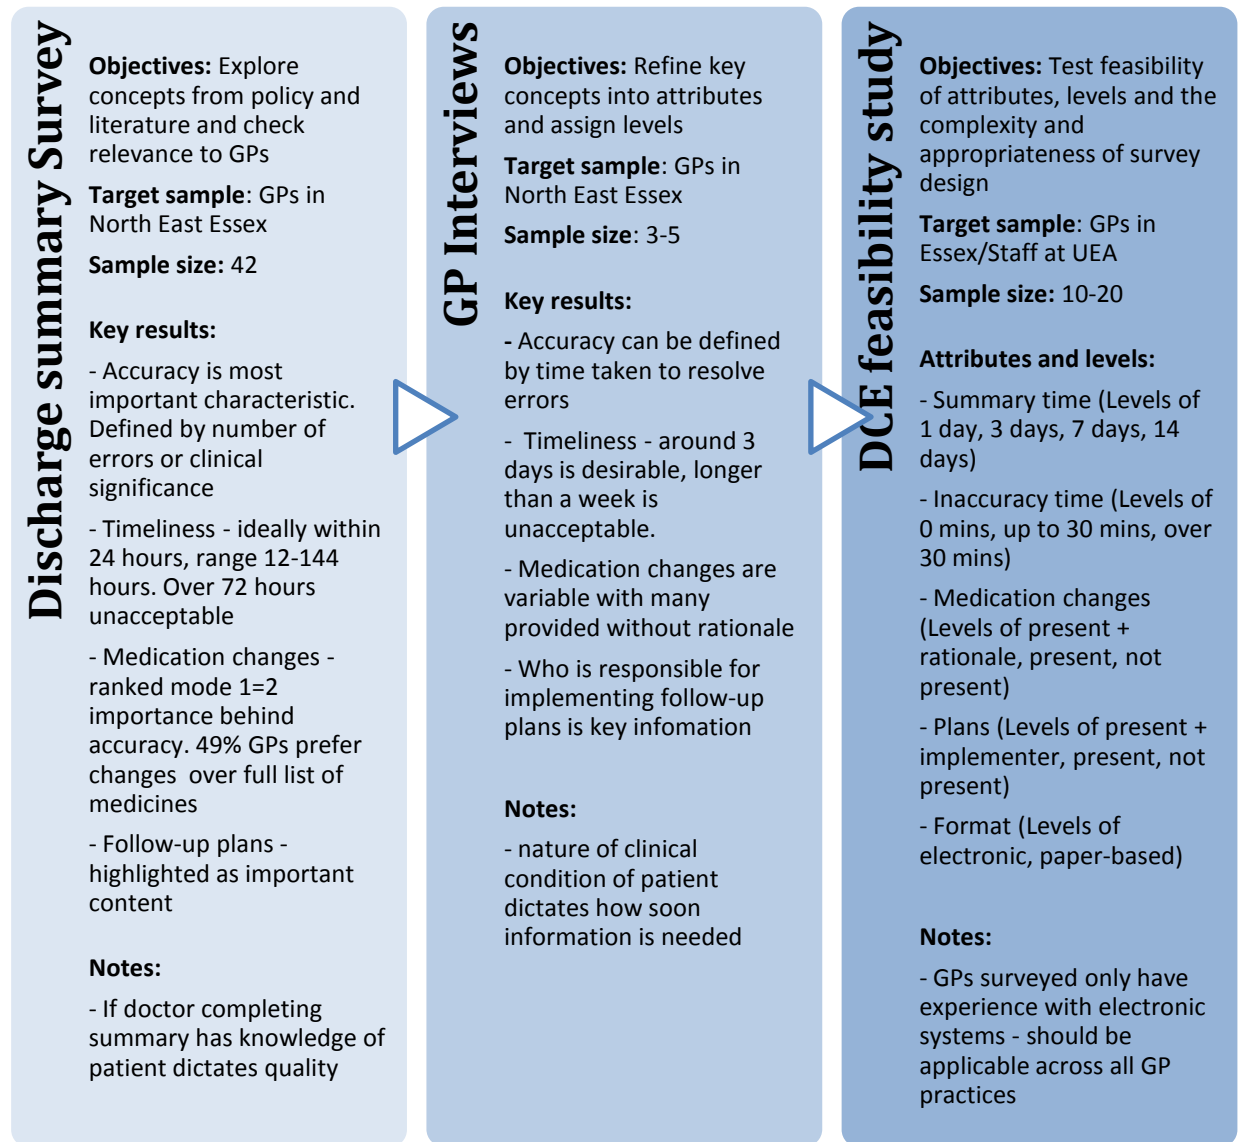 Discharge summary Survey
Objectives: Explore
concepts from policy and
literature and check
relevance to GPs
Target sample: GPs in
North East Essex
Sample size: 42
Key results:
- Accuracy is most
important characteristic.
Defined by number of
errors or clinical
significance
- Timeliness - ideally within
24 hours, range 12-144
hours. Over 72 hours
unacceptable
- Medication changes -
ranked mode 1=2
importance behind
accuracy. 49% GPs prefer
changes over full list of
medicines
- Follow-up plans -
highlighted as important
content
Notes:
- If doctor completing
summary has knowledge of
patient dictates quality
GP Interviews
Objectives: Refine key
concepts into attributes
and assign levels
Target sample: GPs in
North East Essex
Sample size: 3-5
Key results:
- Accuracy can be defined
by time taken to resolve
errors
- Timeliness - around 3
days is desirable, longer
than a week is
unacceptable.
- Medication changes are
variable with many
provided without rationale
- Who is responsible for
implementing follow-up
plans is key infomation
Notes:
- nature of clinical
condition of patient
dictates how soon
information is needed
DCE feasibility study
Objectives: Test feasibility
of attributes, levels and the
complexity and
appropriateness of survey
design
Target sample: GPs in
Essex/Staff at UEA
Sample size: 10-20
Attributes and levels:
- Summary time (Levels of
1 day, 3 days, 7 days, 14
days)
- Inaccuracy time (Levels of
0 mins, up to 30 mins, over
30 mins)
- Medication changes
(Levels of present +
rationale, present, not
present)
- Plans (Levels of present +
implementer, present, not
present)
- Format (Levels of
electronic, paper-based)
Notes:
- GPs surveyed only have
experience with electronic
systems - should be
applicable across all GP
practices